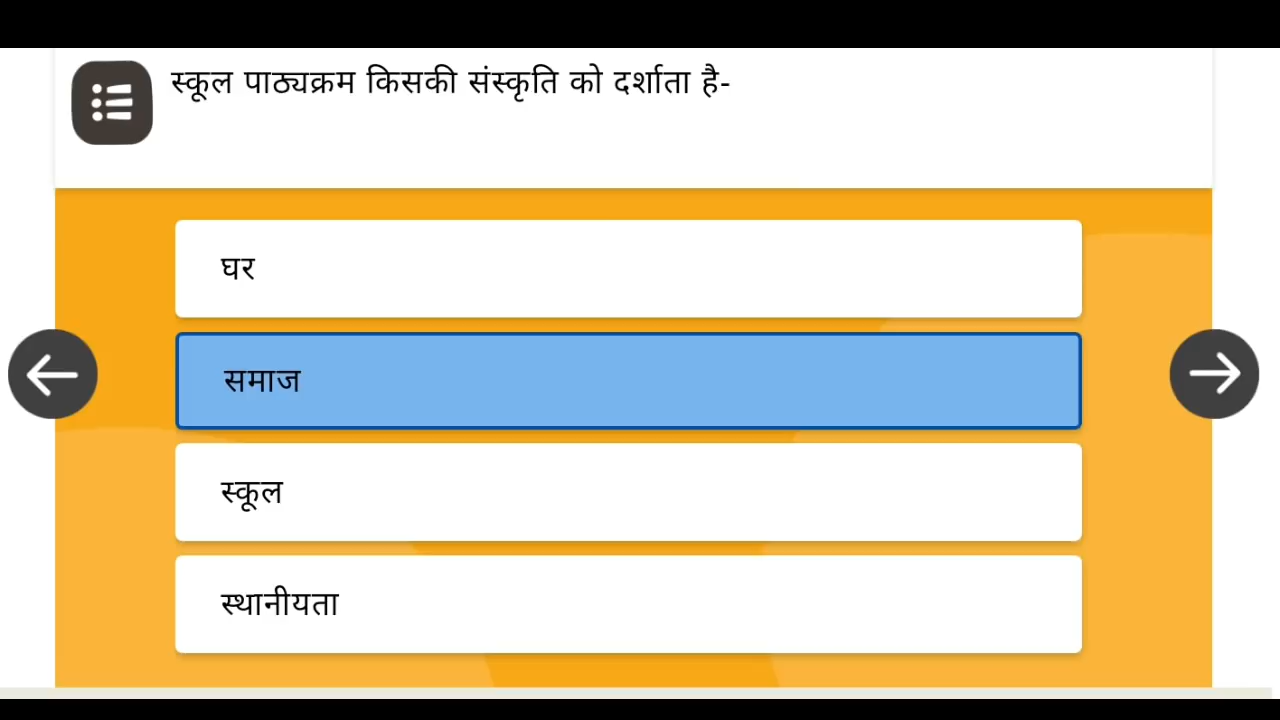 स्कूल पाठ्यक्रम किसकी संस्कृति को दर्शाता है-
घर
समाज
स्कूल
स्थानीयता